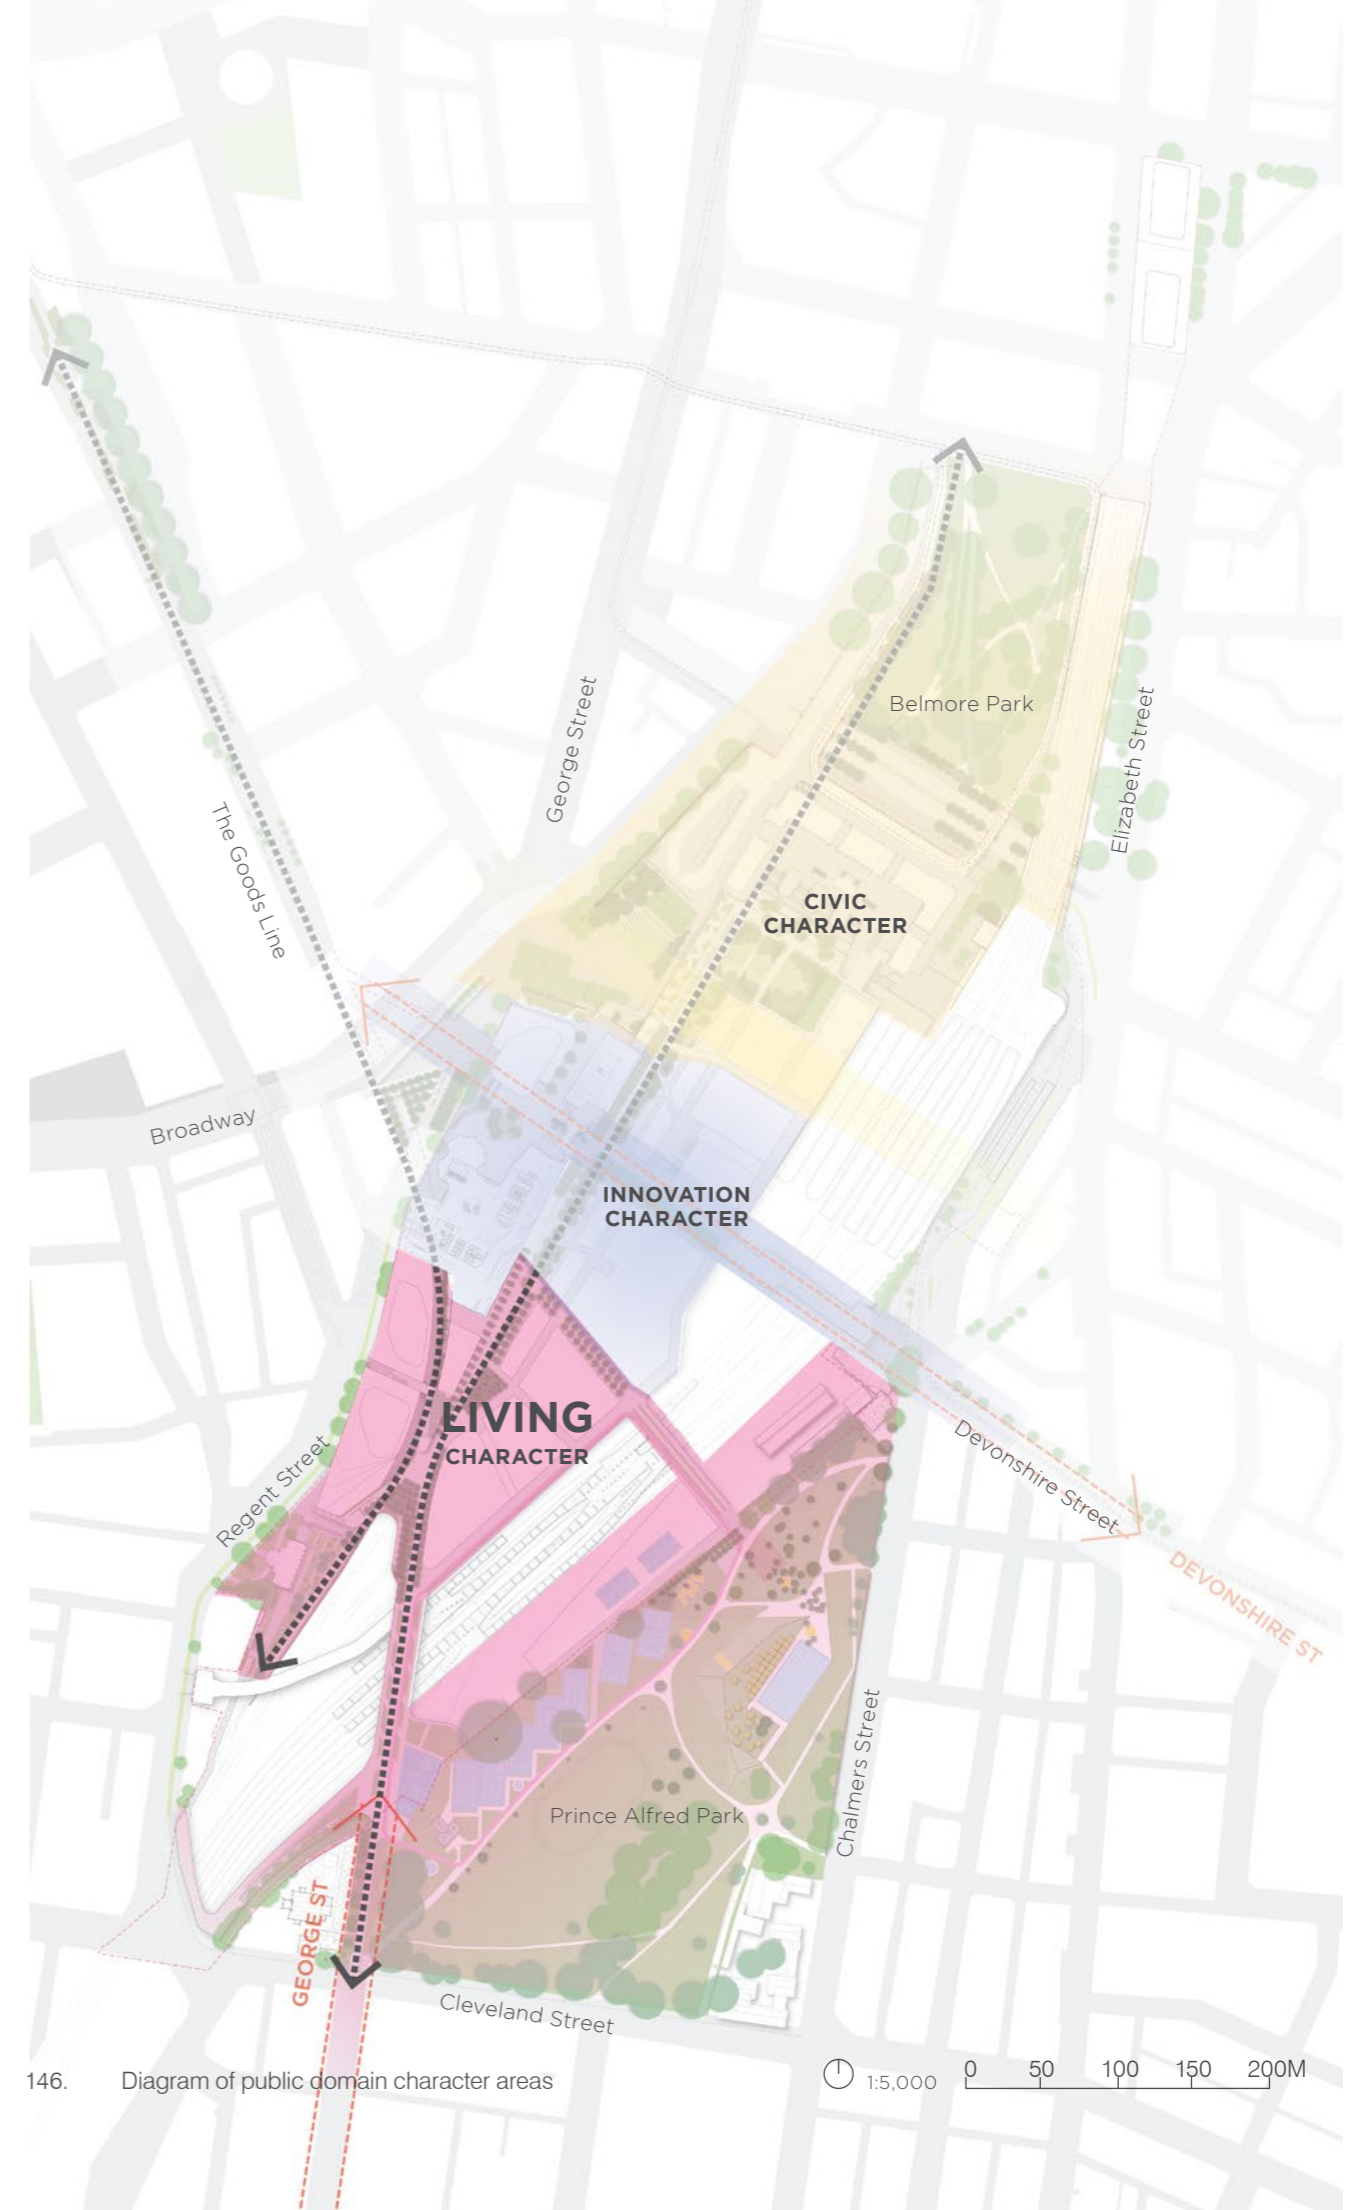 Belmore Park
George Street
Elizabeth Street
The Goods Line
CIVIC
CHARACTER
Broadway
INNOVATION
CHARACTER
LIVING
CHARACTER
Regent Street
Devonshire Street
DEVONSHIRE ST
Chalmers Street
Prince Alfred Park
GEORGE ST
Cleveland Street
146. Diagram of public domain character areas
1:5,000
0 50 100 150 200M